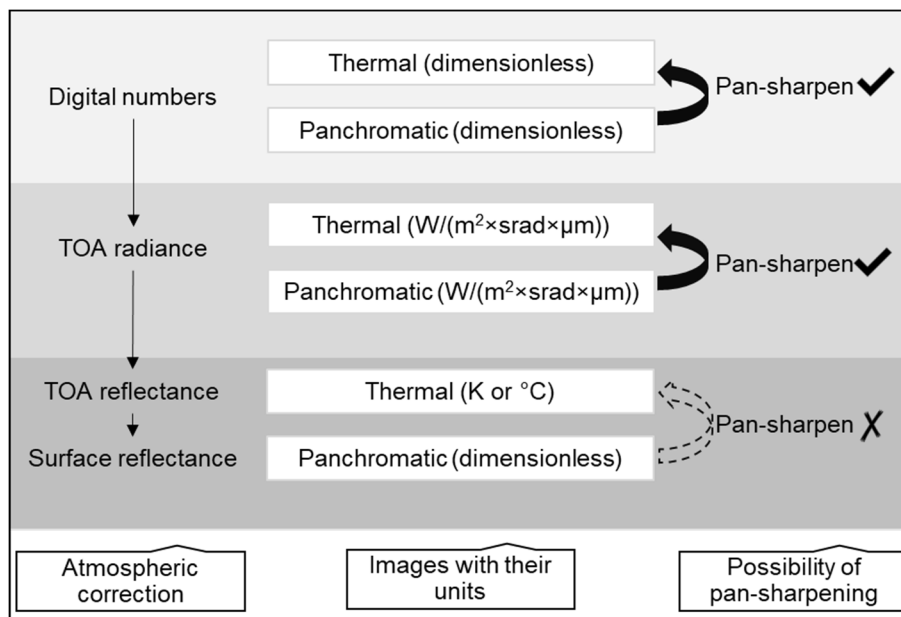 Digital numbers
Thermal (dimensionless)
Panchromatic (dimensionless)
Pan-sharpen ✔
TOA radiance
Thermal (W/(m²×srad×µm))
Panchromatic (W/(m²×srad×µm))
Pan-sharpen ✔
TOA reflectance
Surface reflectance
Thermal (K or °C)
Panchromatic (dimensionless)
Pan-sharpen ✗
Atmospheric
correction
Images with their
units
Possibility of
pan-sharpening